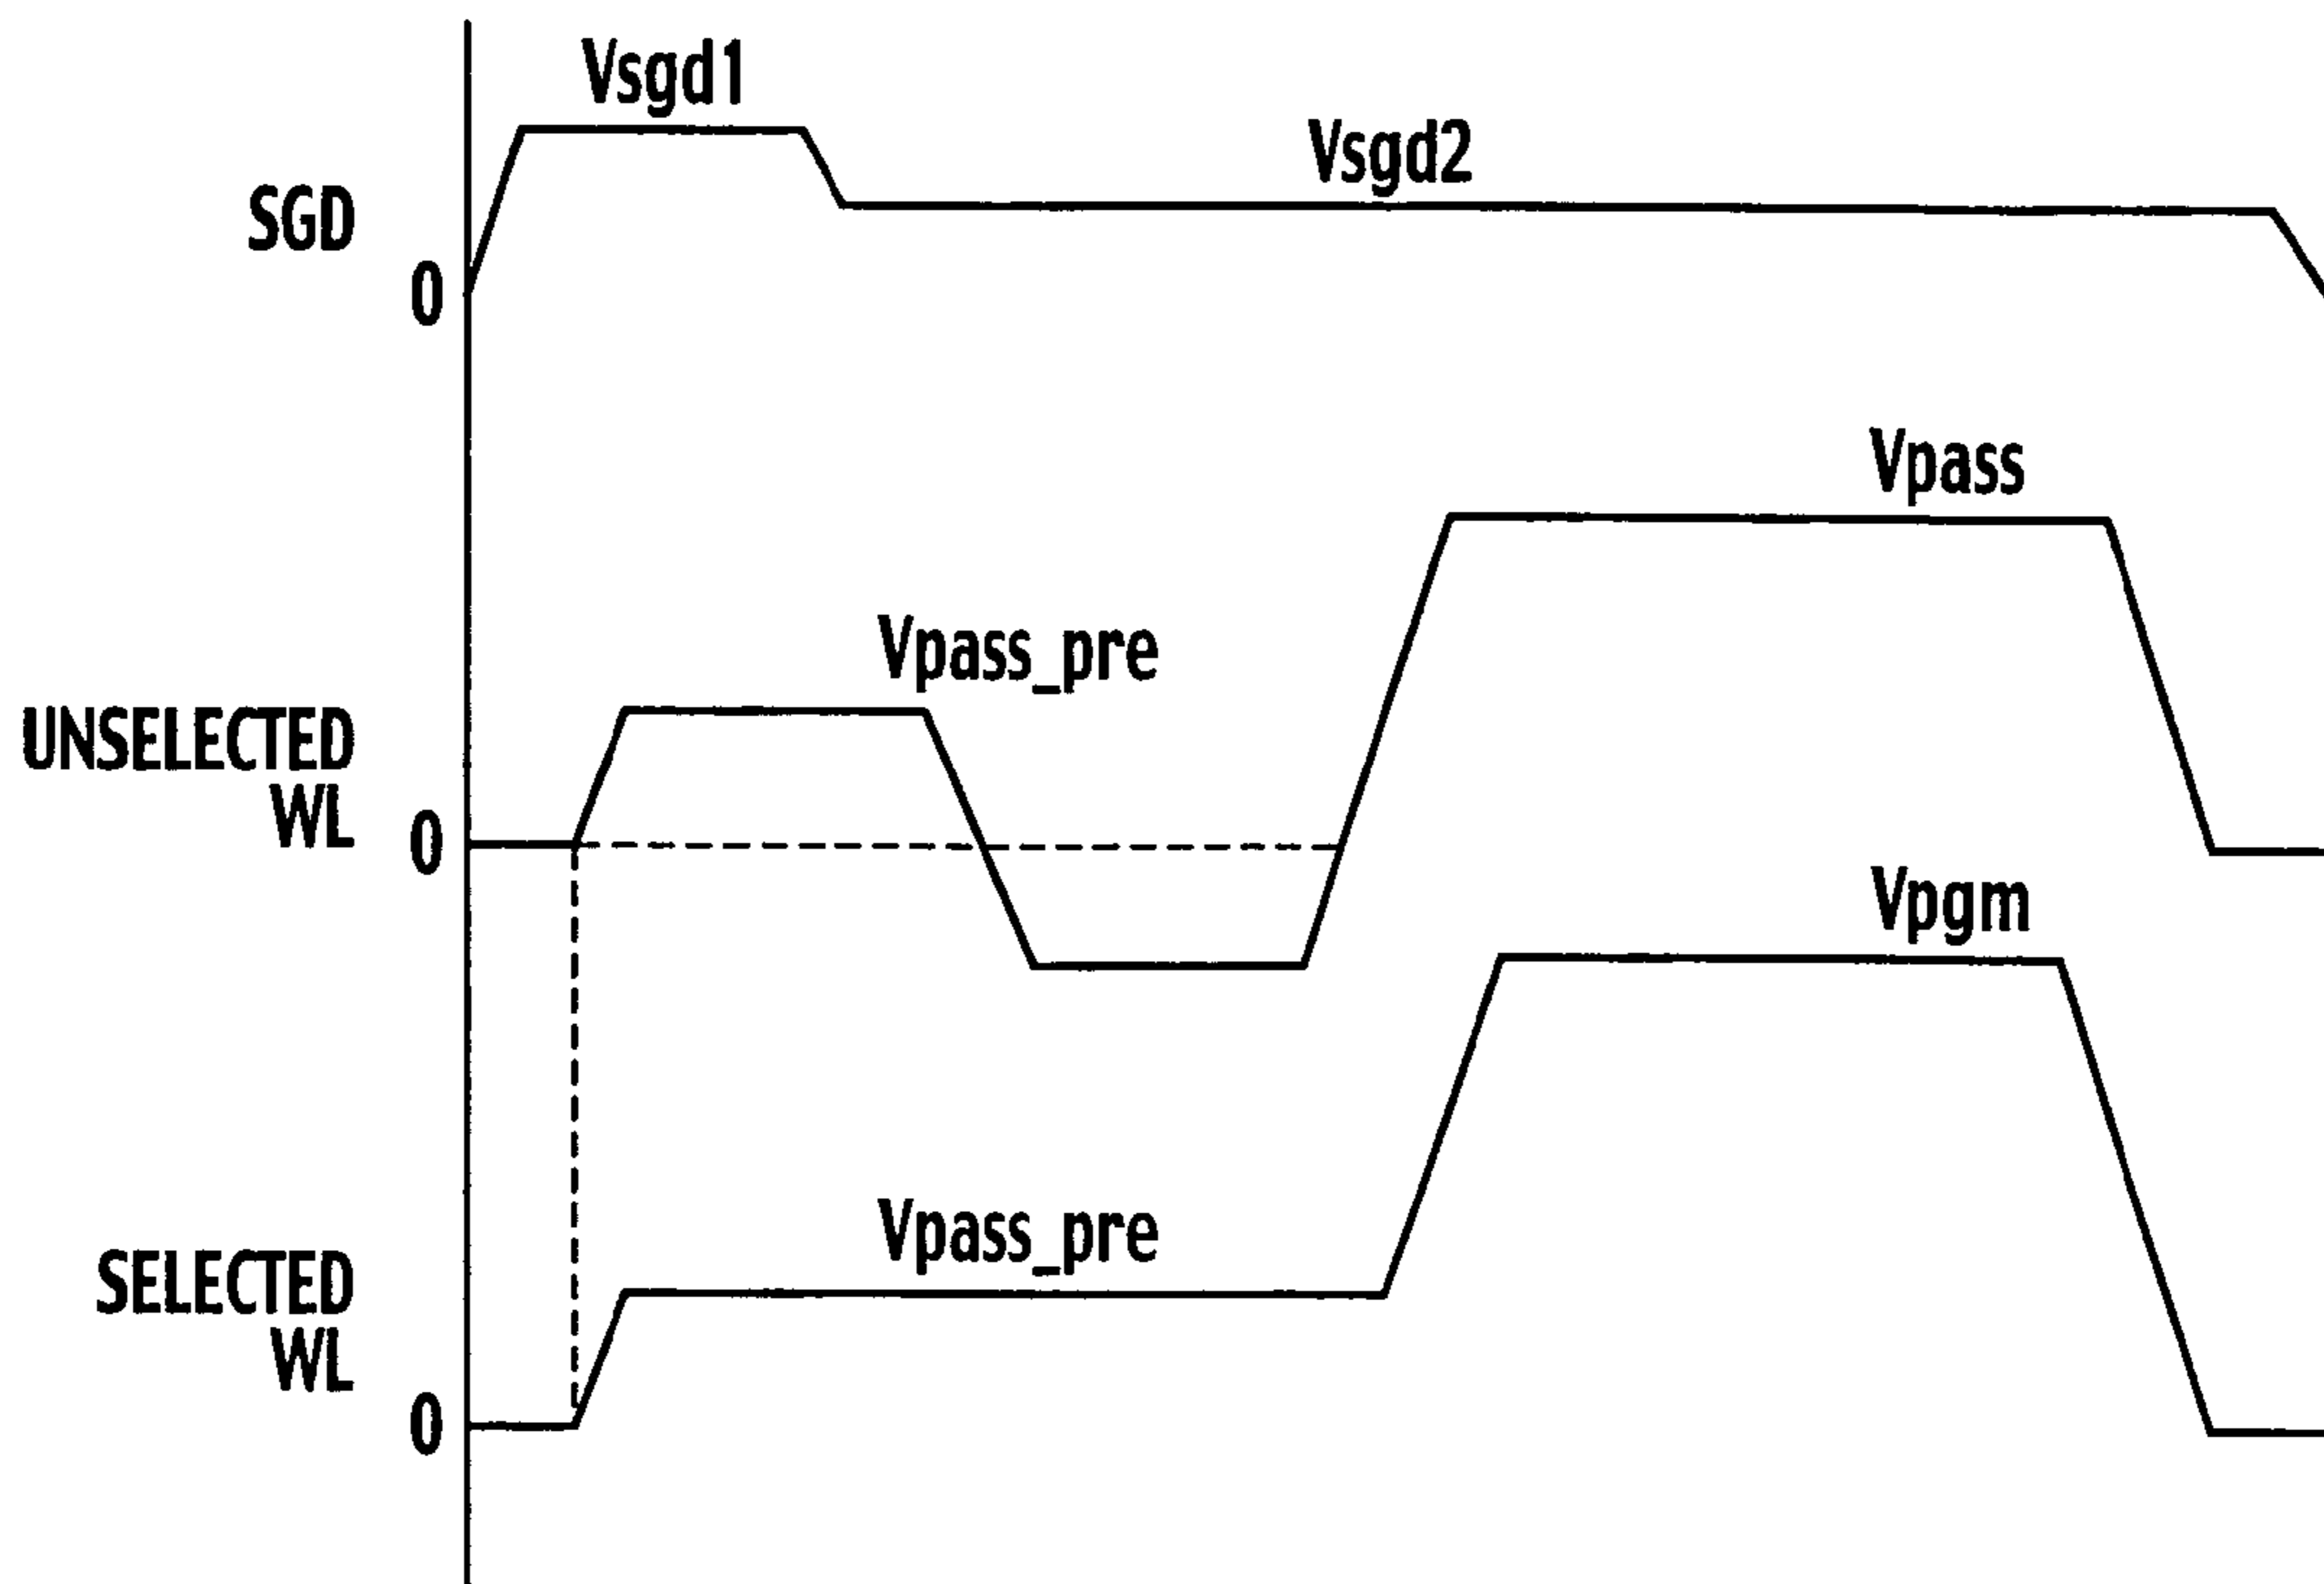 Vsgd1
Vsgd2
SGD
0
Vpass
Vpass_pre
UNSELECTED
WL
0
Vpgm
Vpass_pre
SELECTED
WL
0